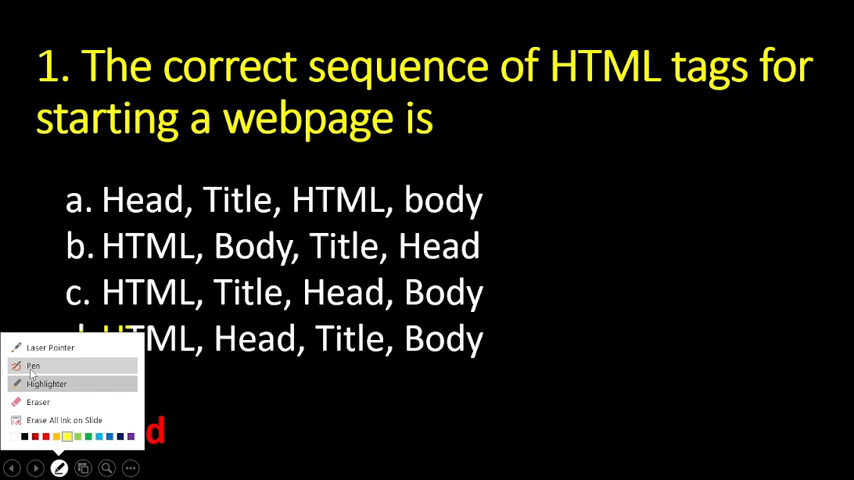 1. The correct sequence of HTML tags for
starting a webpage is
a. Head, Title, HTML, body
b. HTML, Body, Title, Head
c. HTML, Title, Head, Body
d. HTML, Head, Title, Body
Laser Pointer
Pen
Highlighter
Eraser
Erase All Ink on Slide
d